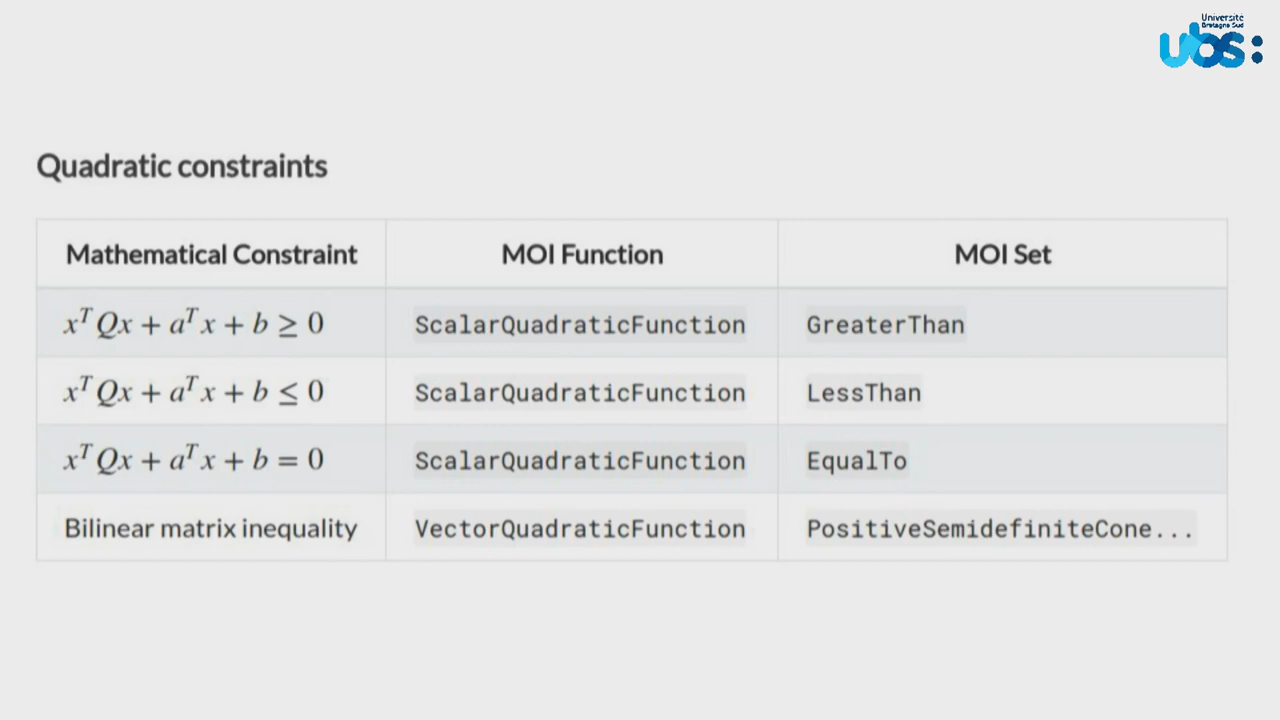 Université
Bretagne Sud
ubs:
Quadratic constraints
Mathematical Constraint MOI Function MOI Set
x^T Qx + a^T x + b ≥ 0 ScalarQuadraticFunction GreaterThan
x^T Qx + a^T x + b ≤ 0 ScalarQuadraticFunction LessThan
x^T Qx + a^T x + b = 0 ScalarQuadraticFunction EqualTo
Bilinear matrix inequality VectorQuadraticFunction PositiveSemidefiniteCone...